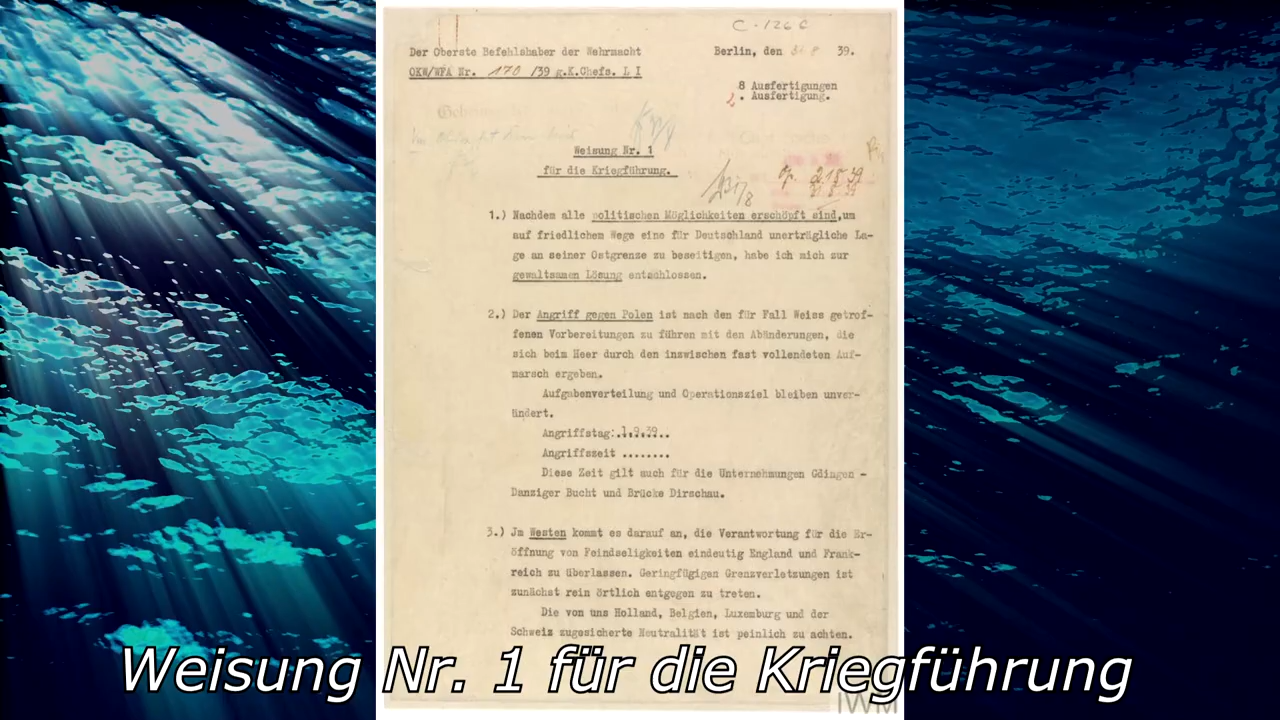 C-126 C
Der Oberste Befehlshaber der Wehrmacht
Berlin, den 39.
OKW/WFA Nr. 170 /39 g.K.Chefs. L I
8 Ausfertigungen
2. Ausfertigung.
Weisung Nr. 1
für die Kriegführung.
1.) Nachdem alle politischen Möglichkeiten erschöpft sind, um
auf friedlichem Wege eine für Deutschland unerträgliche La-
ge an seiner Ostgrenze zu beseitigen, habe ich mich zur
gewaltsamen Lösung entschlossen.
2.) Der Angriff gegen Polen ist nach den für Fall Weiss getrof-
fenen Vorbereitungen zu führen mit den Abänderungen, die
sich beim Heer durch den inzwischen fast vollendeten Auf-
marsch ergeben.
Aufgabenverteilung und Operationsziel bleiben unver-
ändert.
Angriffstag: 1.9.39...
Angriffszeit ........
Diese Zeit gilt auch für die Unternehmungen Gdingen -
Danziger Bucht und Brücke Dirschau.
3.) Jm Westen kommt es darauf an, die Verantwortung für die Er-
öffnung von Feindseligkeiten eindeutig England und Frank-
reich zu überlassen. Geringfügigen Grenzverletzungen ist
zunächst rein örtlich entgegen zu treten.
Die von uns Holland, Belgien, Luxemburg und der
Schweiz zugesicherte Neutralität ist peinlich zu achten.
Weisung Nr. 1 für die Kriegführung
IWM